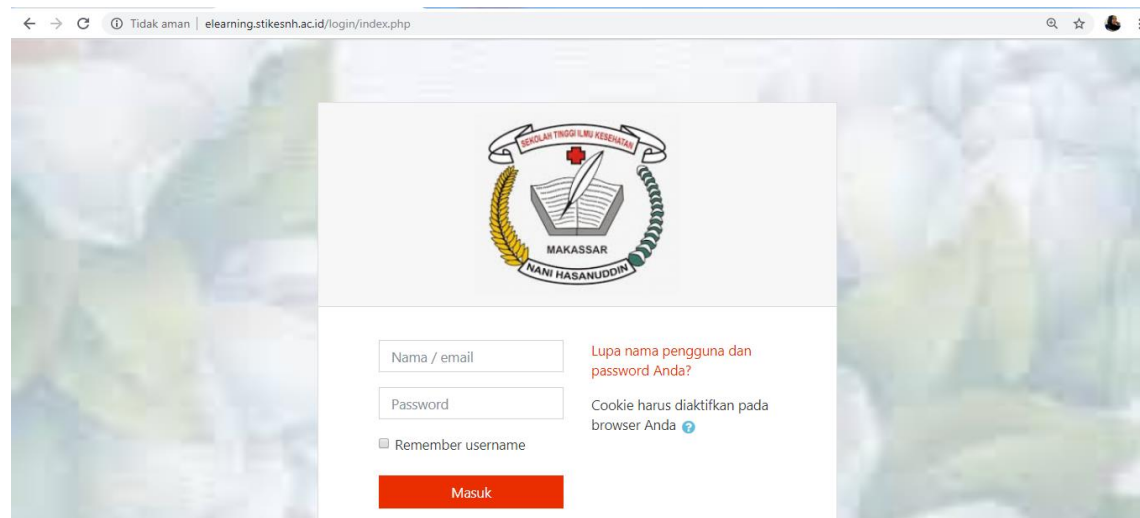 Tidak aman | elearning.stikesnh.ac.id/login/index.php
SEKOLAH TINGGI ILMU KESEHATAN
MAKASSAR
NANI HASANUDDIN
Nama / email
Password
Remember username
Masuk
Lupa nama pengguna dan
password Anda?
Cookie harus diaktifkan pada
browser Anda